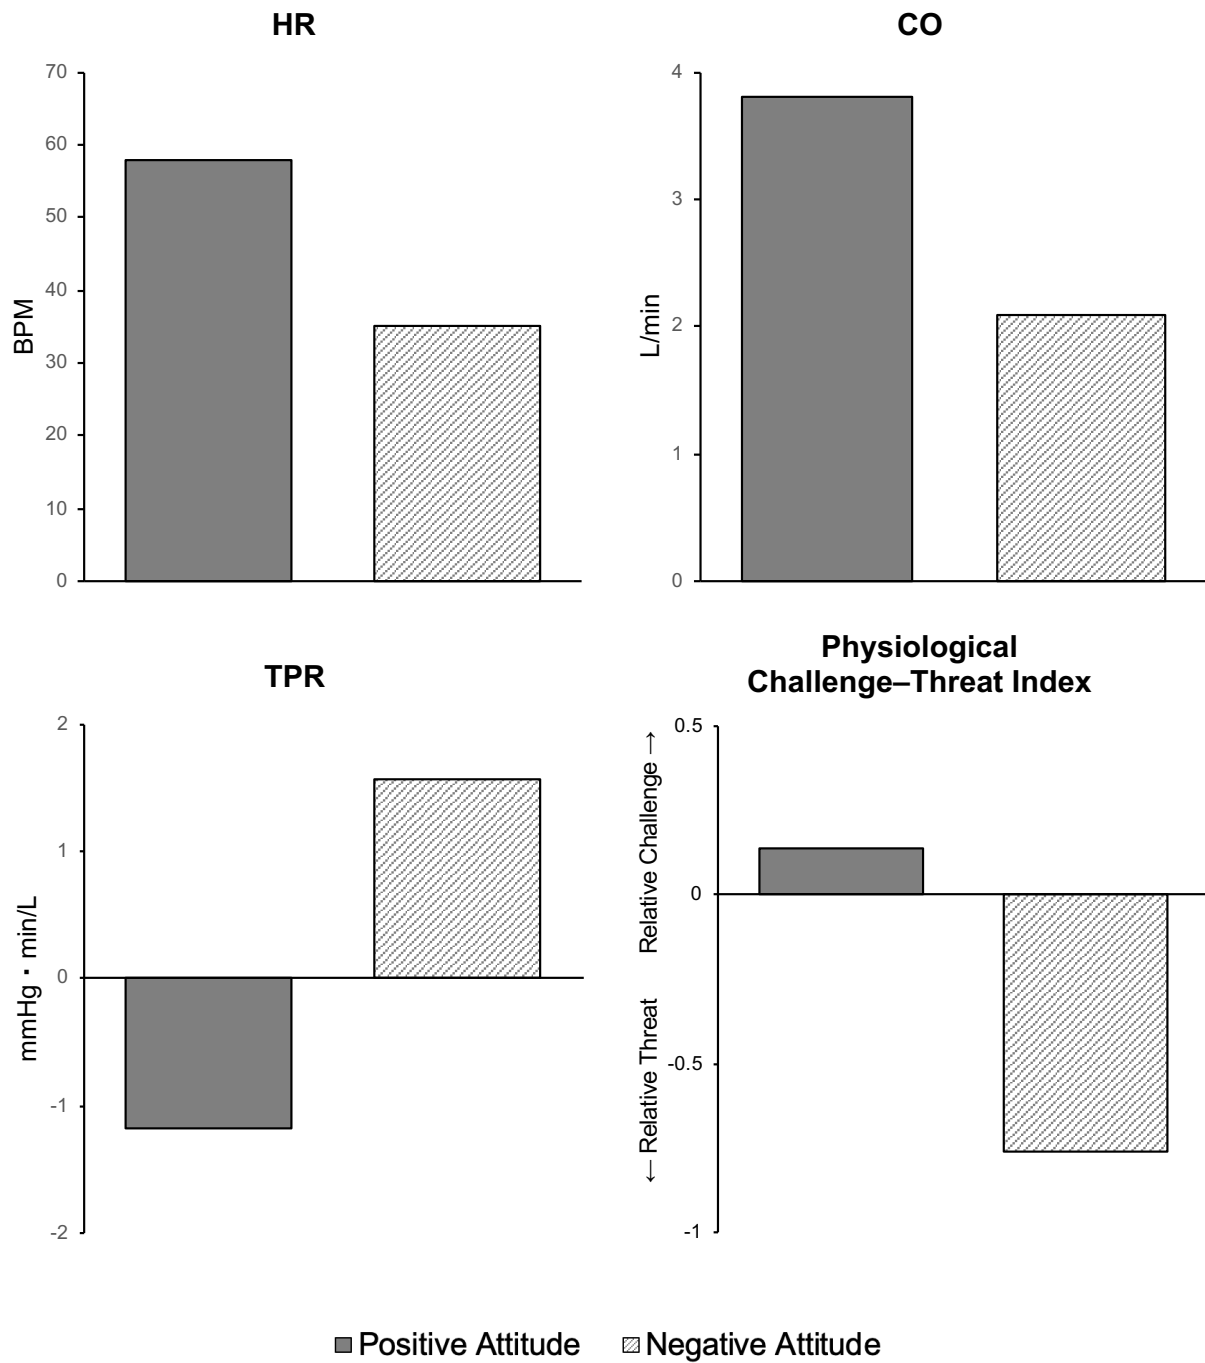 HR
70
60
50
40
30
20
10
0
BPM
CO
4
3
2
1
0
L/min
TPR
2
1
0
-1
-2
mmHg・min/L
Physiological
Challenge–Threat Index
0.5
0
-0.5
-1
← Relative Threat Relative Challenge →
Positive Attitude Negative Attitude